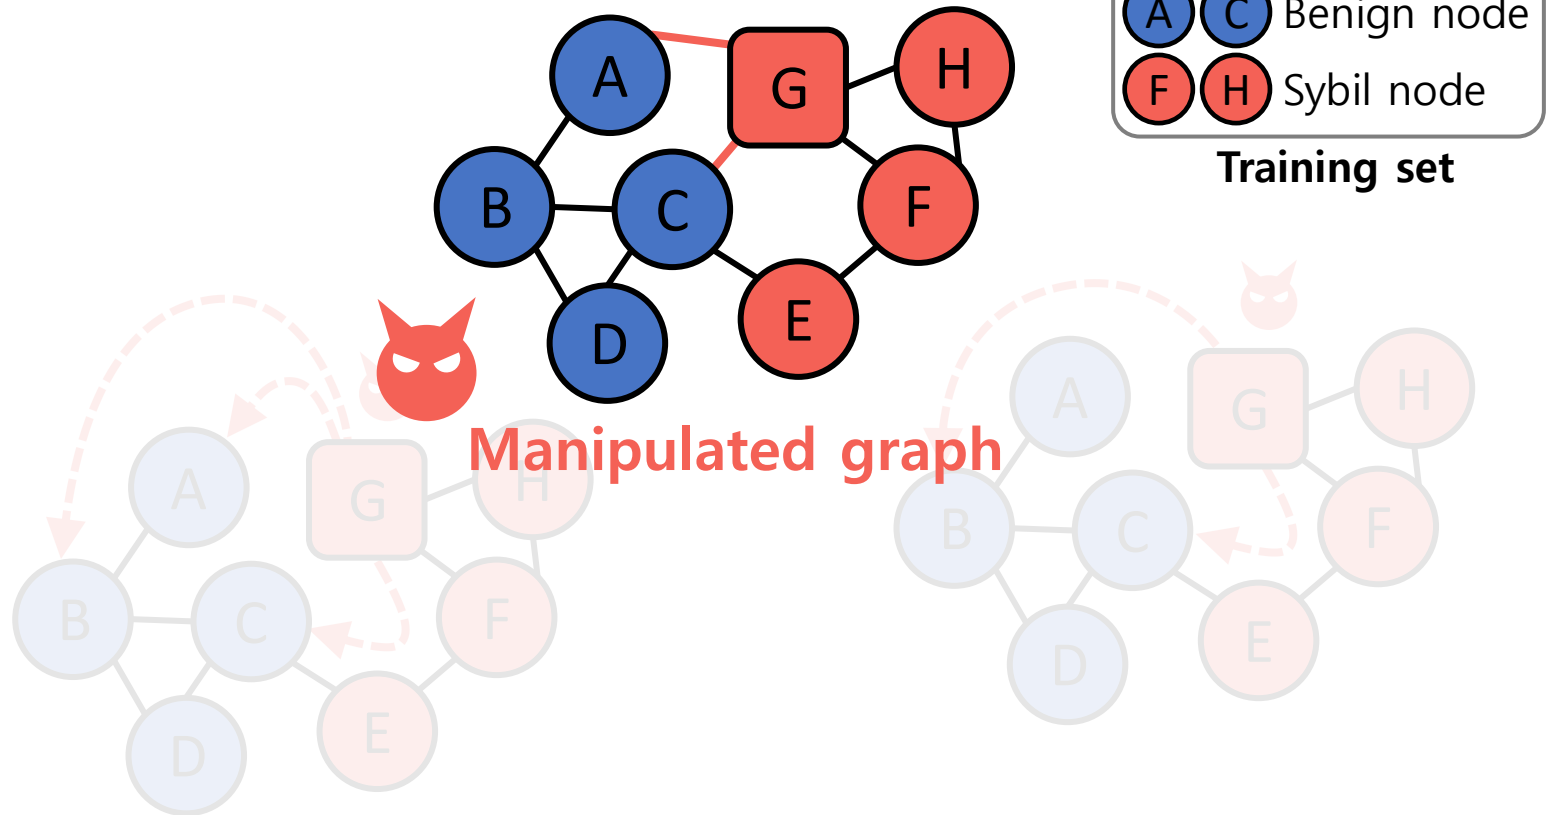 A C Benign node
F H Sybil node
Training set
A
G
H
B
C
F
D
E
Manipulated graph
A
G
H
B
C
F
D
E
A
G
H
B
C
F
D
E